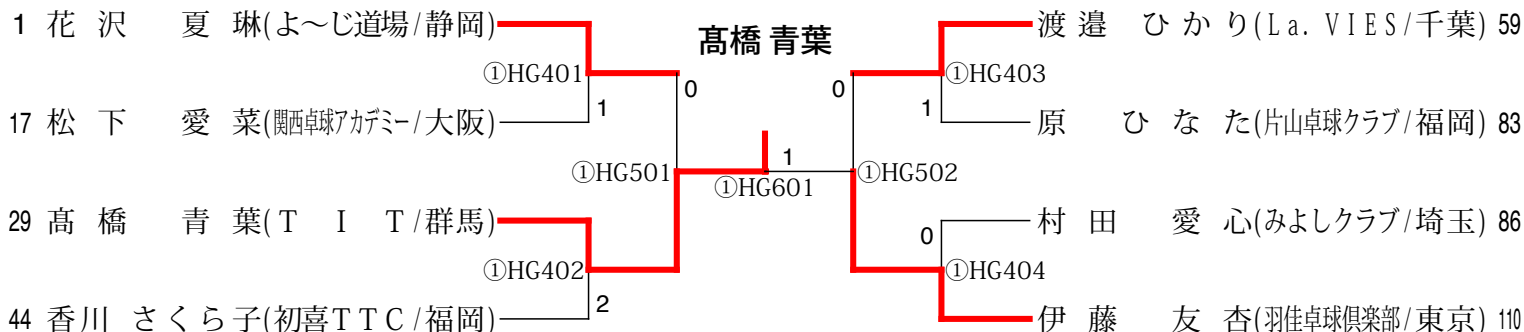 髙橋 青葉
1 花沢 夏琳(よ～じ道場/静岡)
17 松下 愛菜(関西卓球アカデミー/大阪)
29 髙橋 青葉(TIT/群馬)
44 香川 さくら子(初喜TTC/福岡)
①HG401
1
①HG402
2
0
①HG501
①HG601
1
0
①HG502
①HG403
1
0
①HG404
渡邉 ひかり(La. VIES/千葉) 59
原 ひなた(片山卓球クラブ/福岡) 83
村田 愛心(みよしクラブ/埼玉) 86
伊藤 友杏(羽佳卓球倶楽部/東京) 110